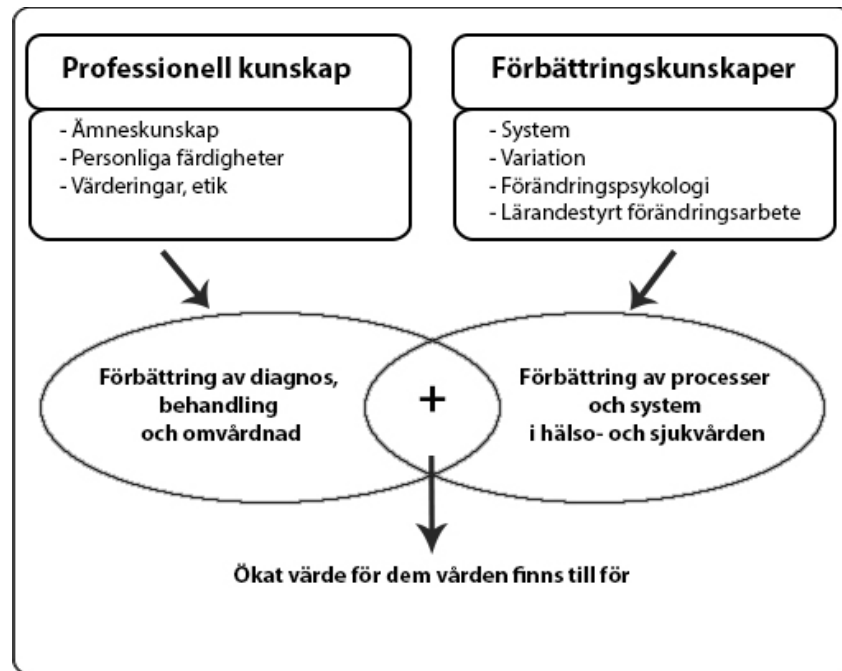 Professionell kunskap
- Ämneskunskap
- Personliga färdigheter
- Värderingar, etik
Förbättringskunskaper
- System
- Variation
- Förändringspsykologi
- Lärandestyrt förändringsarbete
Förbättring av diagnos,
behandling
och omvårdnad
+
Förbättring av processer
och system
i hälso- och sjukvården
Ökat värde för dem vården finns till för